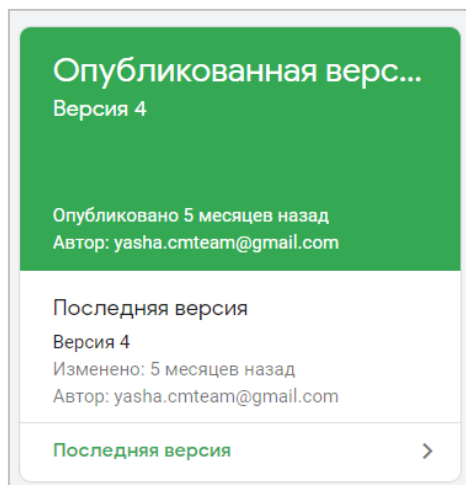 Опубликованная верс...
Версия 4
Опубликовано 5 месяцев назад
Автор: yasha.cmteam@gmail.com
Последняя версия
Версия 4
Изменено: 5 месяцев назад
Автор: yasha.cmteam@gmail.com
Последняя версия